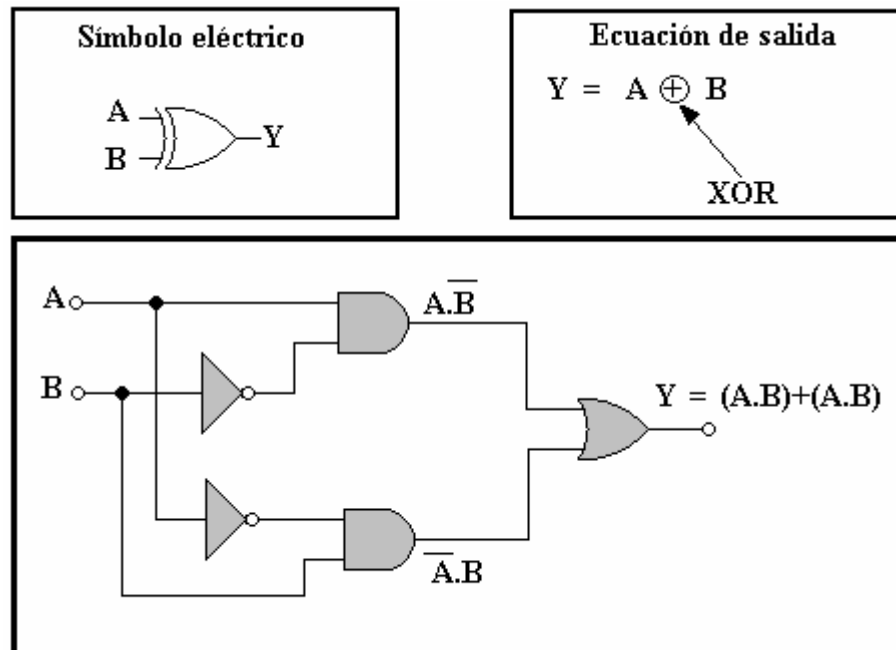 Símbolo eléctrico
A
B
Y
Ecuación de salida
Y = A ⊕ B
XOR
A
B
A.B̅
A̅.B
Y = (A.B)+(A.B)